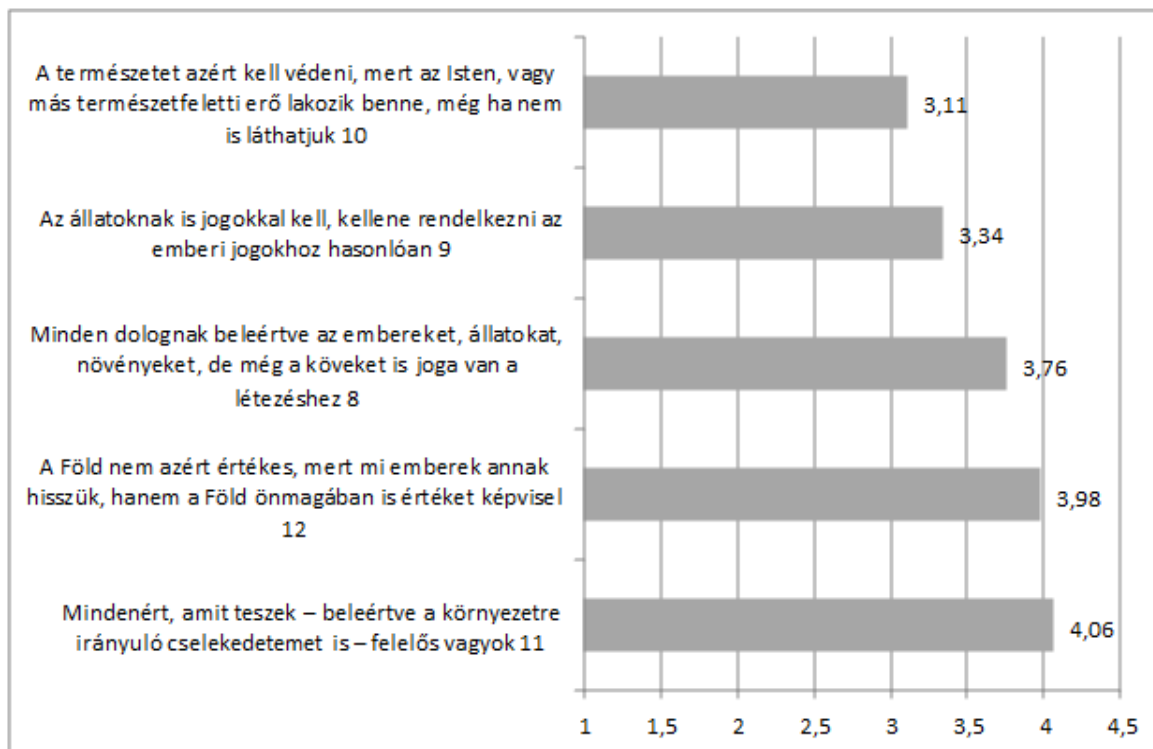 A természetet azért kell védeni, mert az Isten, vagy
más természetfeletti erő lakozik benne, még ha nem
is láthatjuk 10
3,11
Az állatoknak is jogokkal kell, kellene rendelkezni az
emberi jogokhoz hasonlóan 9
3,34
Minden dolognak beleértve az embereket, állatokat,
növényeket, de még a köveket is joga van a
létezéshez 8
3,76
A Föld nem azért értékes, mert mi emberek annak
hisszük, hanem a Föld önmagában is értéket képvisel
12
3,98
Mindenért, amit teszek – beleértve a környezetre
irányuló cselekedetemet is – felelős vagyok 11
4,06
1 1,5 2 2,5 3 3,5 4 4,5